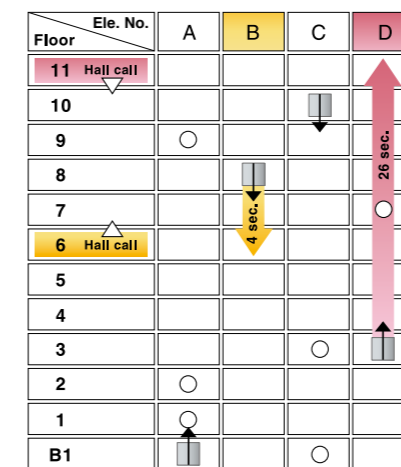 Ele. No.
Floor
A B C D
11 Hall call
10
9
8
7
6 Hall call
5
4
3
2
1
B1
4 sec.
26 sec.